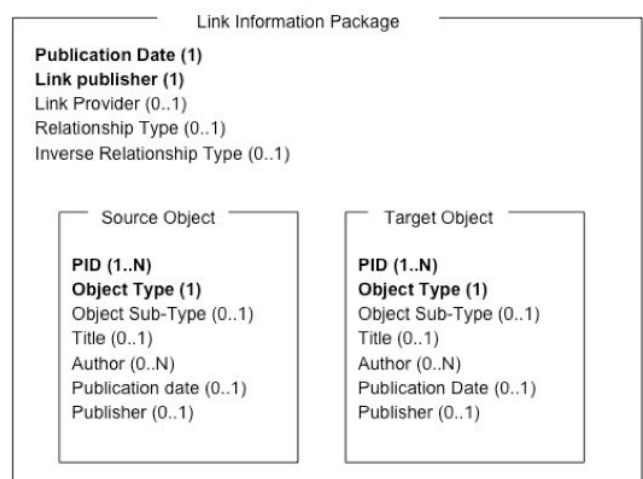 Link Information Package
Publication Date (1)
Link publisher (1)
Link Provider (0..1)
Relationship Type (0..1)
Inverse Relationship Type (0..1)
Source Object
PID (1..N)
Object Type (1)
Object Sub-Type (0..1)
Title (0..1)
Author (0..N)
Publication date (0..1)
Publisher (0..1)
Target Object
PID (1..N)
Object Type (1)
Object Sub-Type (0..1)
Title (0..1)
Author (0..N)
Publication Date (0..1)
Publisher (0..1)